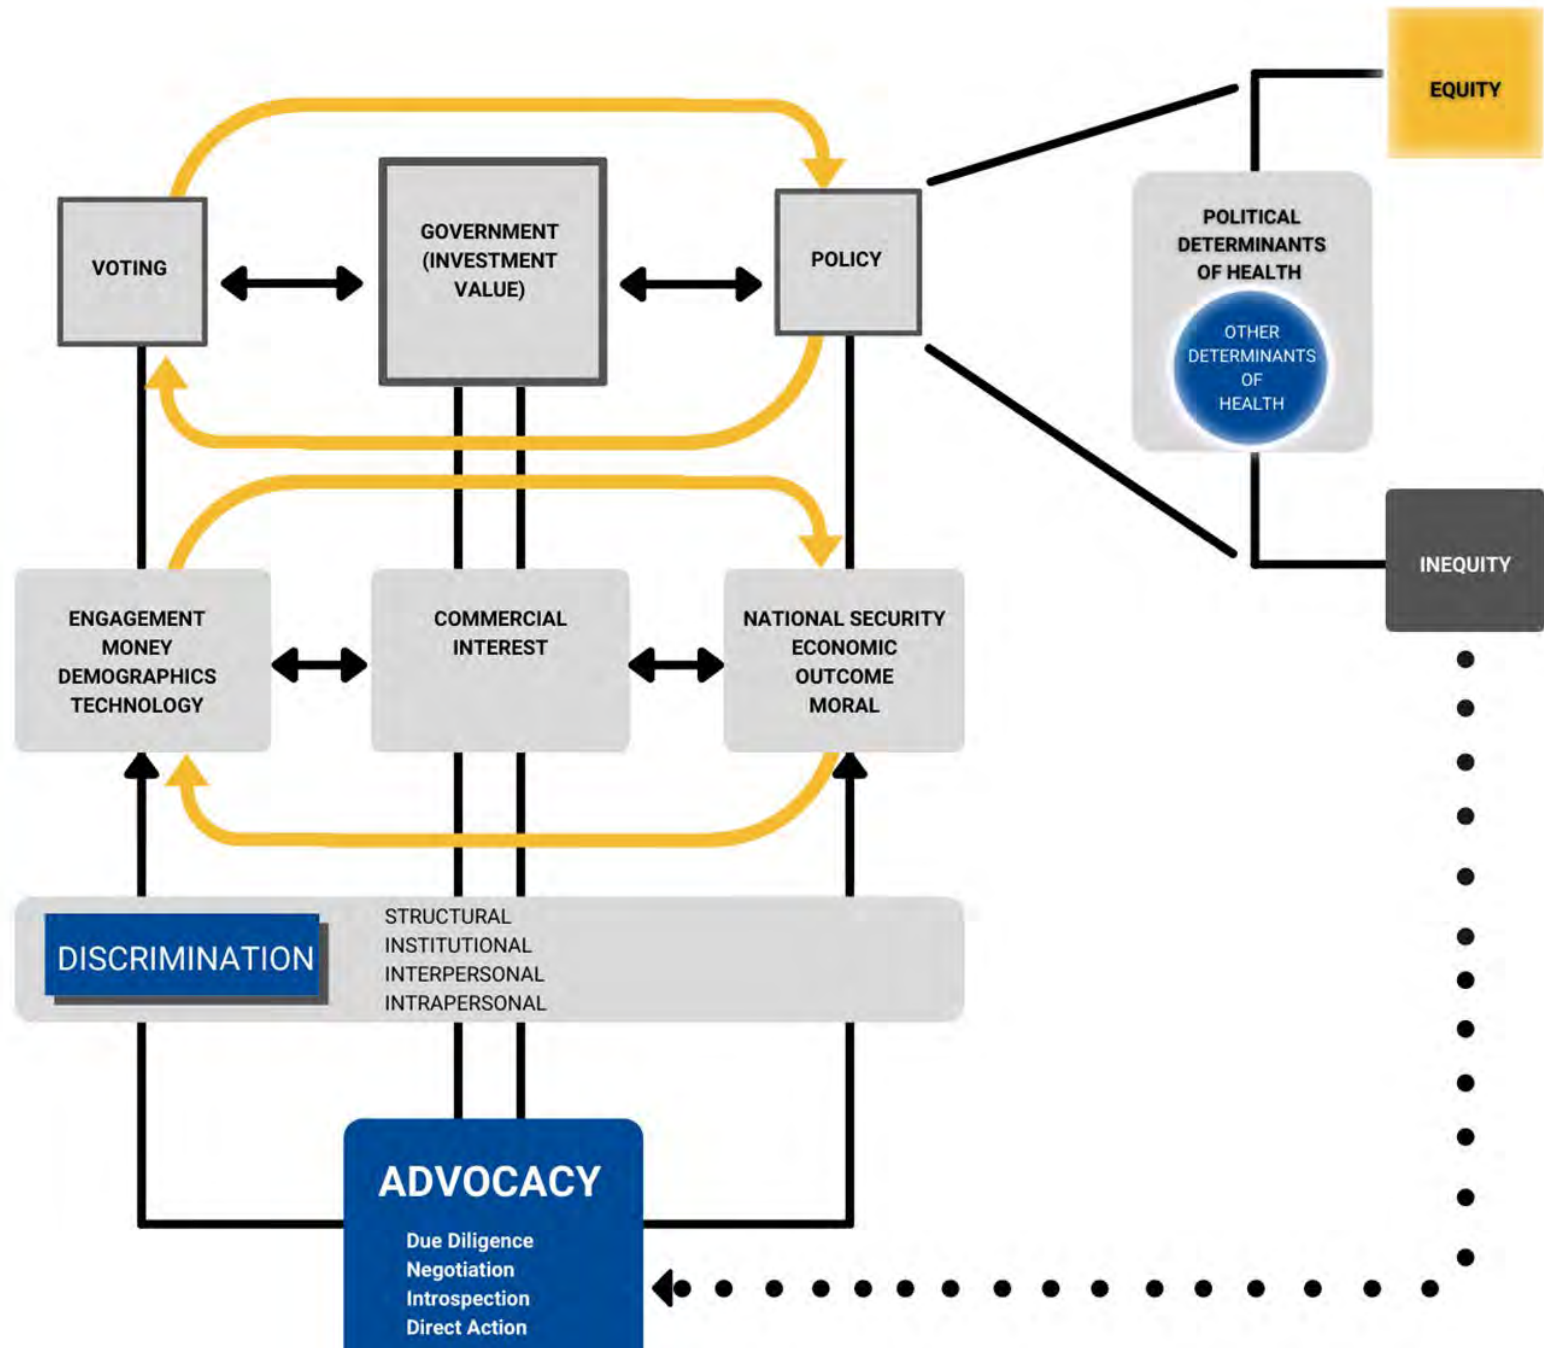 EQUITY
VOTING
GOVERNMENT
(INVESTMENT
VALUE)
POLICY
POLITICAL
DETERMINANTS
OF HEALTH
OTHER
DETERMINANTS
OF
HEALTH
INEQUITY
ENGAGEMENT
MONEY
DEMOGRAPHICS
TECHNOLOGY
COMMERCIAL
INTEREST
NATIONAL SECURITY
ECONOMIC
OUTCOME
MORAL
DISCRIMINATION
STRUCTURAL
INSTITUTIONAL
INTERPERSONAL
INTRAPERSONAL
ADVOCACY
Due Diligence
Negotiation
Introspection
Direct Action